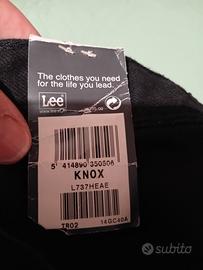 The clothes you need
for the life you lead.
Lee
5 414890 350506
KNOX
L737HEAE
TR02
14GC40A
subito